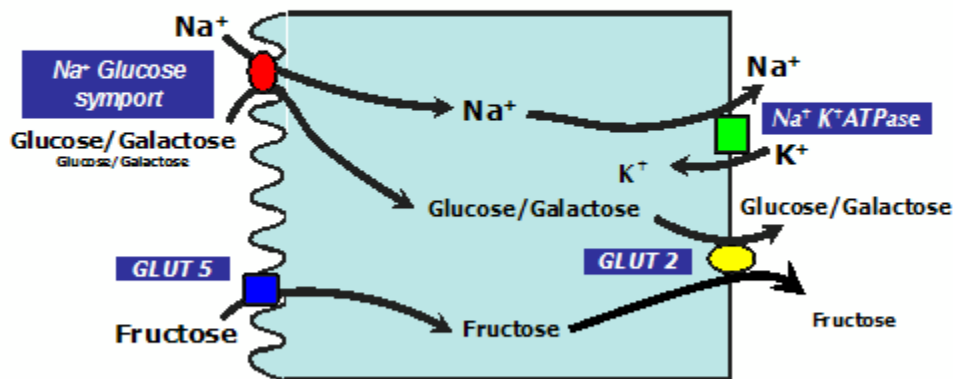 Na⁺
Na⁺ Glucose
symport
Glucose/Galactose
Glucose/Galactose
Na⁺
Na⁺
Na⁺ K⁺ATPase
K⁺
K⁺
Glucose/Galactose
Glucose/Galactose
GLUT 5
GLUT 2
Fructose
Fructose
Fructose